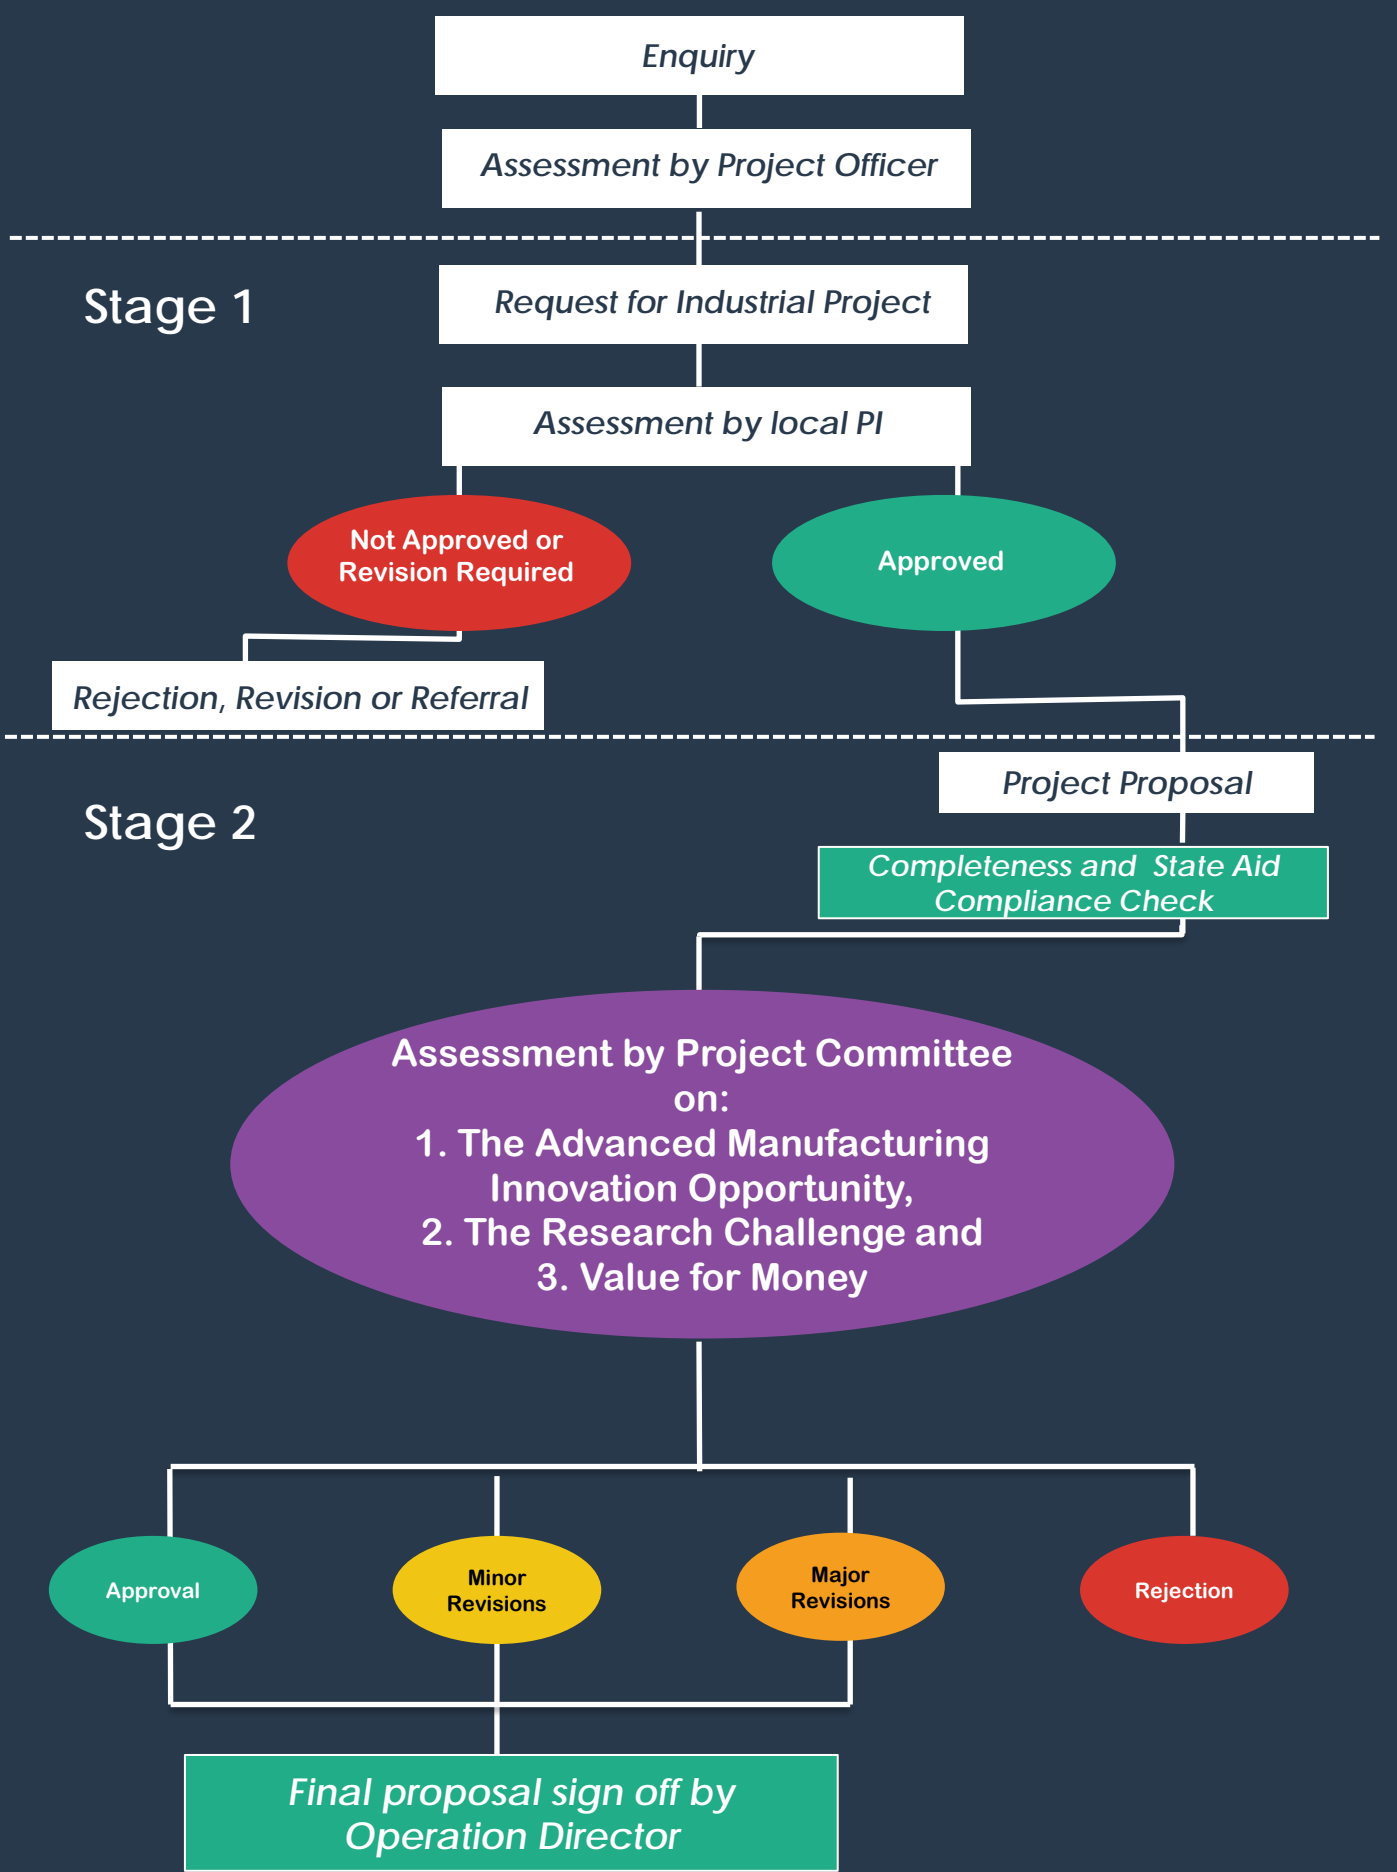 Enquiry
Assessment by Project Officer
Stage 1
Request for Industrial Project
Assessment by local PI
Not Approved or
Revision Required
Approved
Rejection, Revision or Referral
Stage 2
Project Proposal
Completeness and State Aid
Compliance Check
Assessment by Project Committee
on:
1. The Advanced Manufacturing
Innovation Opportunity,
2. The Research Challenge and
3. Value for Money
Approval
Minor
Revisions
Major
Revisions
Rejection
Final proposal sign off by
Operation Director